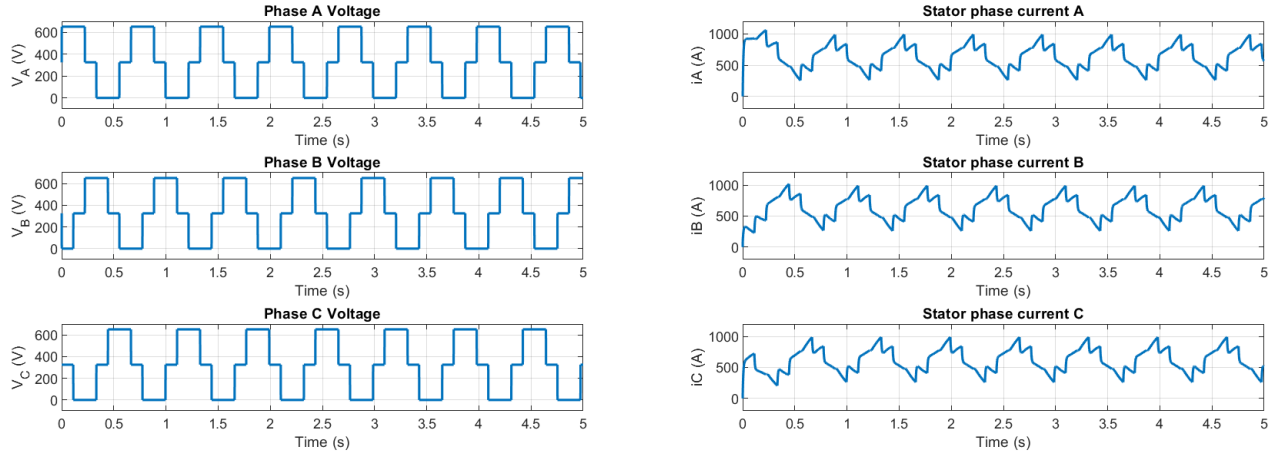 Phase A Voltage
V_A (V)
600
400
200
0
0 0.5 1 1.5 2 2.5 3 3.5 4 4.5 5
Time (s)
Stator phase current A
iA (A)
1000
500
0
0 0.5 1 1.5 2 2.5 3 3.5 4 4.5 5
Time (s)
Phase B Voltage
V_B (V)
600
400
200
0
0 0.5 1 1.5 2 2.5 3 3.5 4 4.5 5
Time (s)
Stator phase current B
iB (A)
1000
500
0
0 0.5 1 1.5 2 2.5 3 3.5 4 4.5 5
Time (s)
Phase C Voltage
V_C (V)
600
400
200
0
0 0.5 1 1.5 2 2.5 3 3.5 4 4.5 5
Time (s)
Stator phase current C
iC (A)
1000
500
0
0 0.5 1 1.5 2 2.5 3 3.5 4 4.5 5
Time (s)